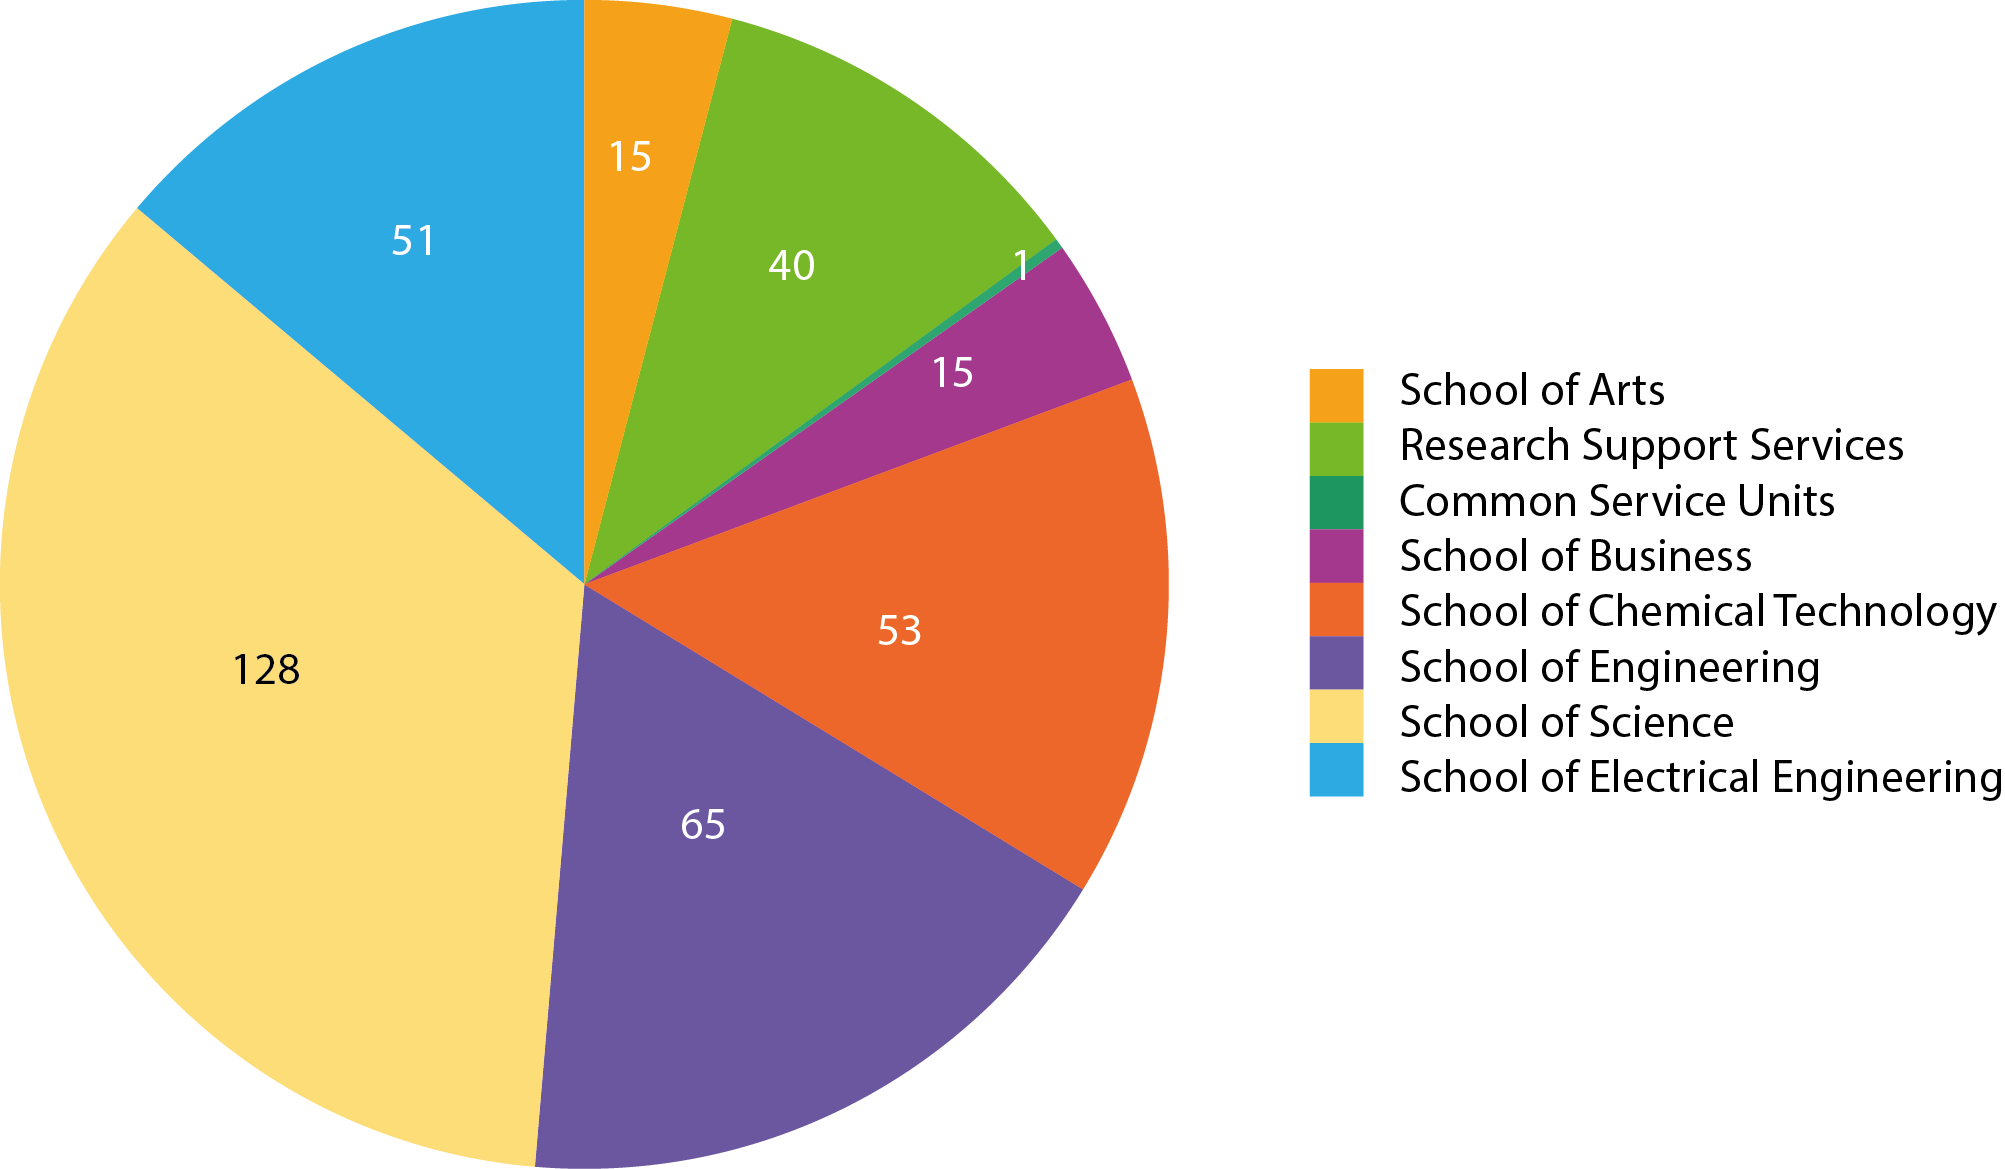 15
40
1
15
53
65
128
51
School of Arts
Research Support Services
Common Service Units
School of Business
School of Chemical Technology
School of Engineering
School of Science
School of Electrical Engineering